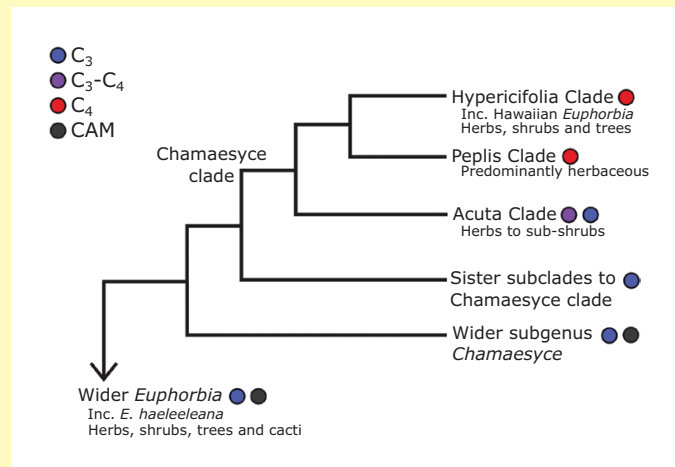 C₃
C₃-C₄
C₄
CAM
Chamaesyce
clade
Hypericifolia Clade
Inc. Hawaiian Euphorbia
Herbs, shrubs and trees
Peplis Clade
Predominantly herbaceous
Acuta Clade
Herbs to sub-shrubs
Sister subclades to
Chamaesyce clade
Wider subgenus
Chamaesyce
Wider Euphorbia
Inc. E. haeleeleana
Herbs, shrubs, trees and cacti